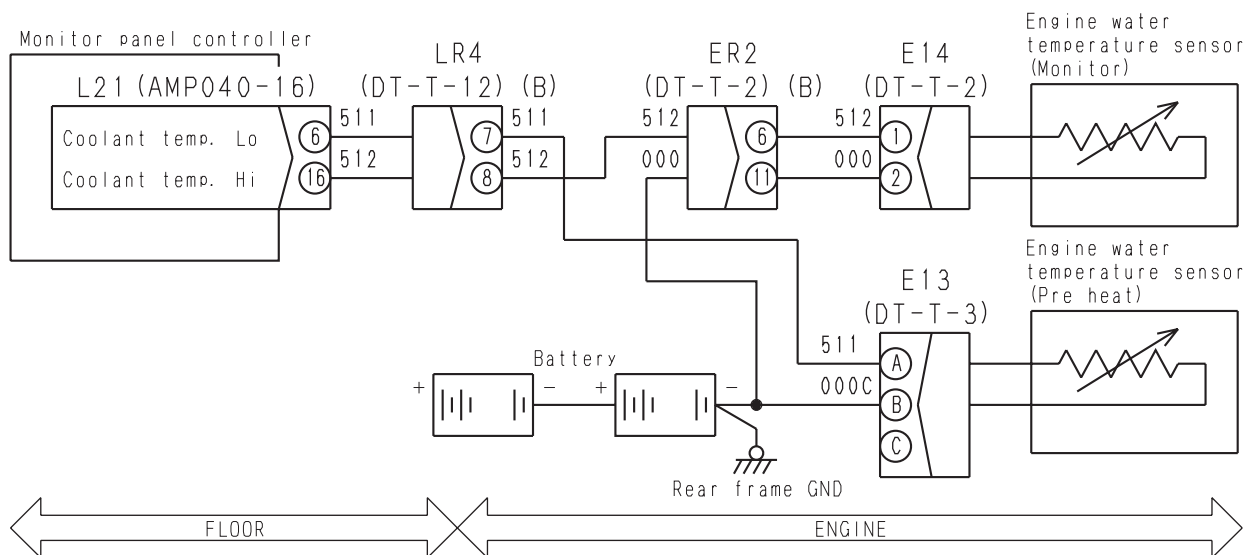 Monitor panel controller
L21 (AMP040-16)
Coolant temp. Lo
Coolant temp. Hi
6
16
511
512
LR4
(DT-T-12) (B)
7
8
511
512
ER2
(DT-T-2) (B)
512
000
6
11
512
000
E14
(DT-T-2)
1
2
Engine water
temperature sensor
(Monitor)
Engine water
temperature sensor
(Pre heat)
E13
(DT-T-3)
511
000C
A
B
C
Battery
+ - + -
Rear frame GND
FLOOR
ENGINE